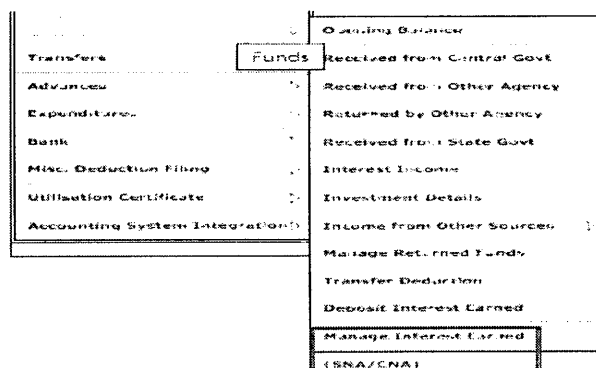 Transfers
Advances
Expenditures
Bank
Misc. Deduction Filing
Utilisation Certificate
Accounting System Integration
Funds
Opening Balance
Received from Central Govt
Received from Other Agency
Returned by Other Agency
Received from State Govt
Interest Income
Investment Details
Income from Other Sources
Manage Returned Funds
Transfer Deduction
Deposit Interest Earned
Manage Interest Earned
(SNA/CNA)